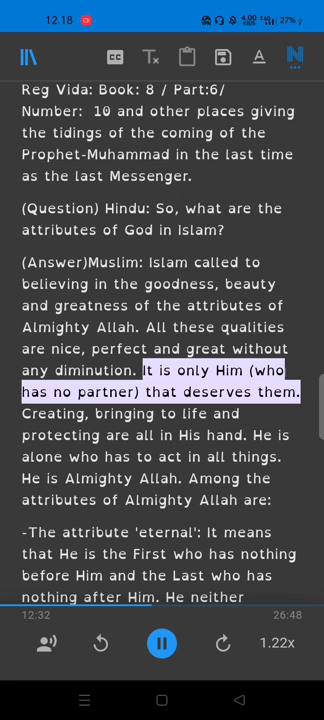 12.18
4.00 KB/S
27%
CC
Reg Vida: Book: 8 / Part:6/
Number:  10 and other places giving
the tidings of the coming of the
Prophet-Muhammad in the last time
as the last Messenger.
(Question) Hindu: So, what are the
attributes of God in Islam?
(Answer)Muslim: Islam called to
believing in the goodness, beauty
and greatness of the attributes of
Almighty Allah. All these qualities
are nice, perfect and great without
any diminution. It is only Him (who
has no partner) that deserves them.
Creating, bringing to life and
protecting are all in His hand. He is
alone who has to act in all things.
He is Almighty Allah. Among the
attributes of Almighty Allah are:
-The attribute 'eternal': It means
that He is the First who has nothing
before Him and the Last who has
nothing after Him. He neither
12:32
26:48
1.22x